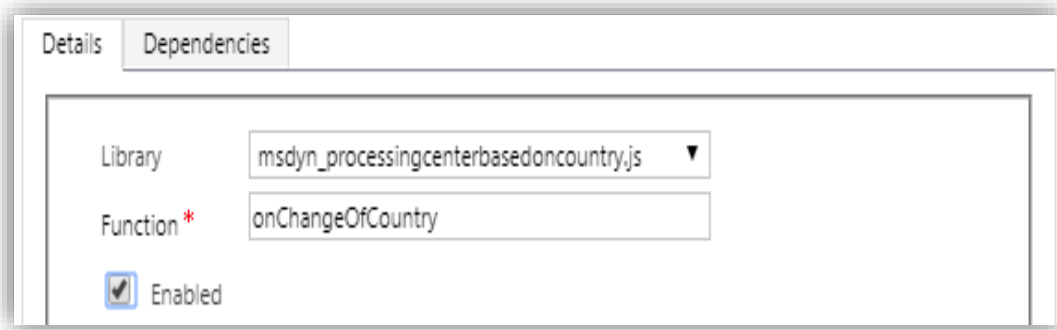 Details Dependencies
Library msdyn_processingcenterbasedoncountry.js
Function * onChangeOfCountry
Enabled